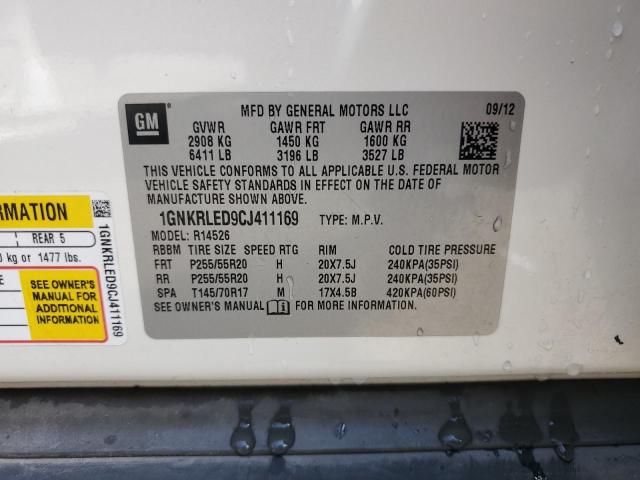 GM
MFD BY GENERAL MOTORS LLC 09/12
GVWR GAWR FRT GAWR RR
2908 KG 1450 KG 1600 KG
6411 LB 3196 LB 3527 LB
THIS VEHICLE CONFORMS TO ALL APPLICABLE U.S. FEDERAL MOTOR
VEHICLE SAFETY STANDARDS IN EFFECT ON THE DATE OF
MANUFACTURE SHOWN ABOVE.
1GNKRLED9CJ411169 TYPE: M.P.V.
MODEL: R14526
RBBM TIRE SIZE SPEED RTG RIM COLD TIRE PRESSURE
FRT P255/55R20 H 20X7.5J 240KPA(35PSI)
RR P255/55R20 H 20X7.5J 240KPA(35PSI)
SPA T145/70R17 M 17X4.5B 420KPA(60PSI)
SEE OWNER'S MANUAL FOR MORE INFORMATION.
REAR 5
kg or 1477 lbs.
SEE OWNER'S
MANUAL FOR
ADDITIONAL
INFORMATION
1GNKRLED9CJ411169